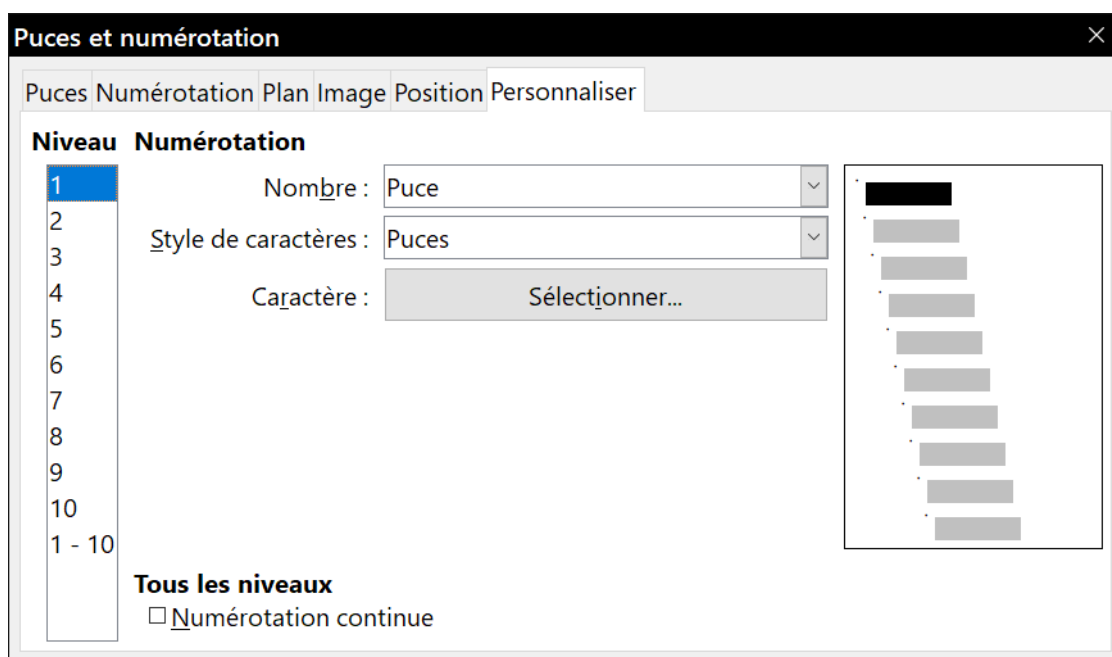 Puces et numérotation
Puces Numérotation Plan Image Position Personnaliser
Niveau Numérotation
1
2
3
4
5
6
7
8
9
10
1 - 10
Nombre : Puce
Style de caractères : Puces
Caractère : Sélectionner...
Tous les niveaux
Numérotation continue